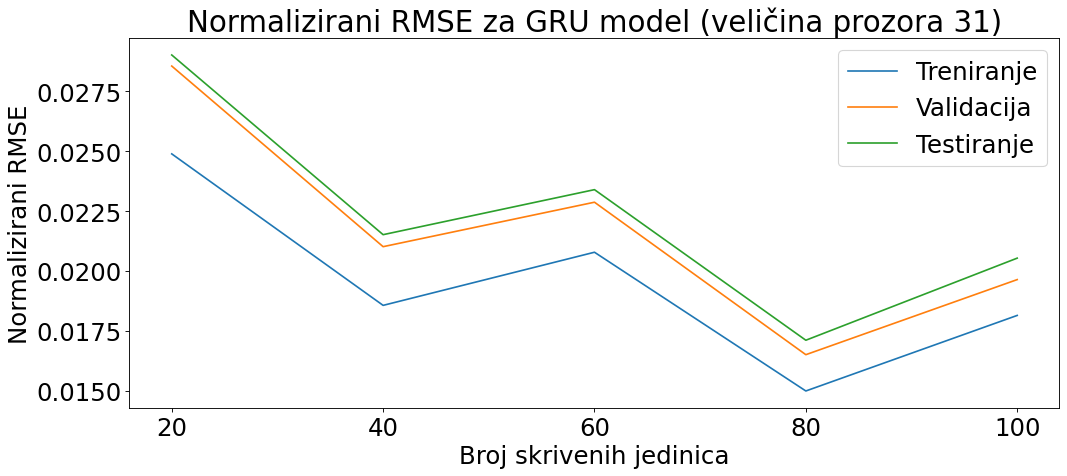 Normalizirani RMSE za GRU model (veličina prozora 31)
Treniranje
Validacija
Testiranje
Normalizirani RMSE
0.0275
0.0250
0.0225
0.0200
0.0175
0.0150
20 40 60 80 100
Broj skrivenih jedinica